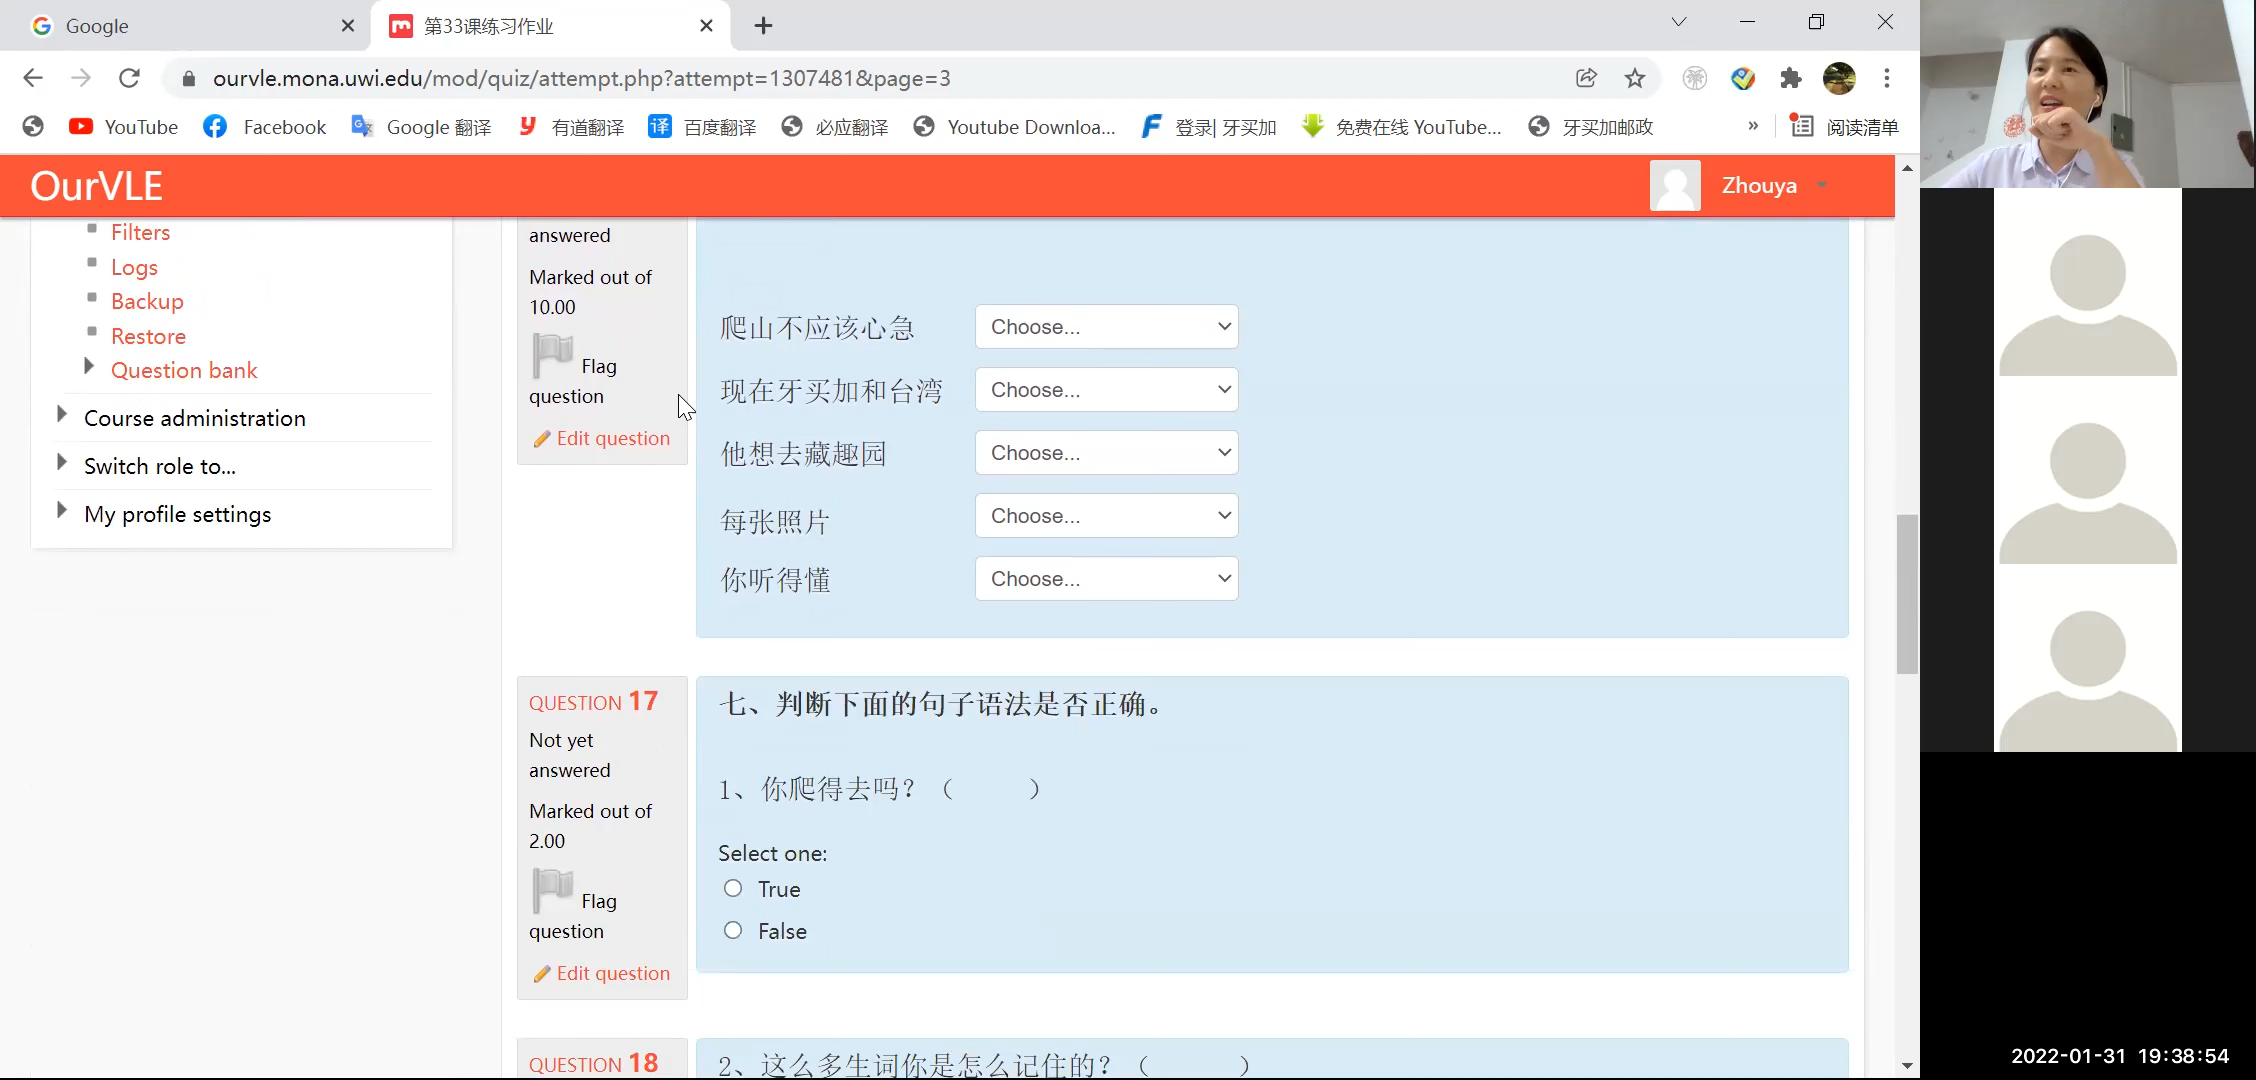 Google
第33课练习作业
ourvle.mona.uwi.edu/mod/quiz/attempt.php?attempt=1307481&page=3
YouTube
Facebook
Google 翻译
有道翻译
百度翻译
必应翻译
Youtube Downloa...
登录| 牙买加
免费在线 YouTube...
牙买加邮政
»
阅读清单
OurVLE
Zhouya
Filters
Logs
Backup
Restore
Question bank
Course administration
Switch role to...
My profile settings
answered
Marked out of
10.00
Flag
question
Edit question
爬山不应该心急
Choose...
现在牙买加和台湾
Choose...
他想去藏趣园
Choose...
每张照片
Choose...
你听得懂
Choose...
QUESTION 17
Not yet
answered
Marked out of
2.00
Flag
question
Edit question
七、判断下面的句子语法是否正确。
1、你爬得去吗？（ ）
Select one:
True
False
QUESTION 18
2、这么多生词你是怎么记住的？（ ）
2022-01-31 19:38:54